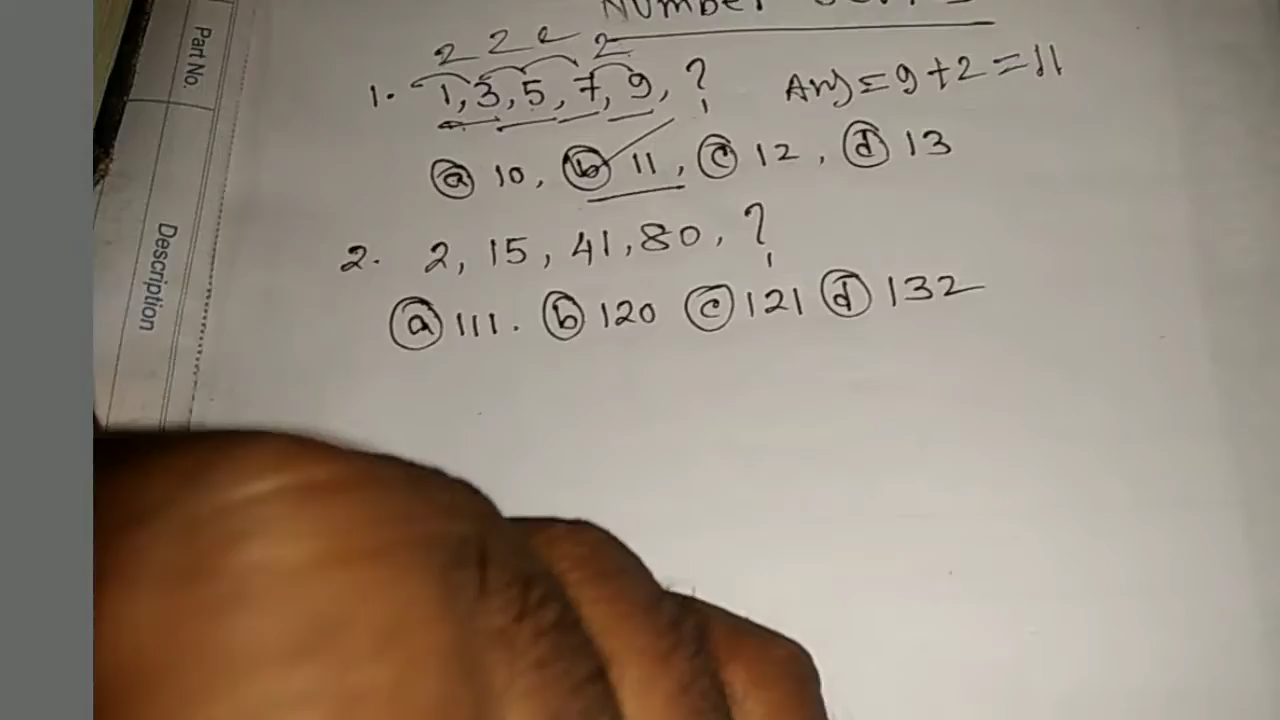 Number
2 2 2 2
1. 1, 3, 5, 7, 9, ? Ans = 9 + 2 = 11
ⓐ 10, ⓑ 11, ⓒ 12, ⓓ 13
2. 2, 15, 41, 80, ?
ⓐ 111. ⓑ 120 ⓒ 121 ⓓ 132
Part No.
Description